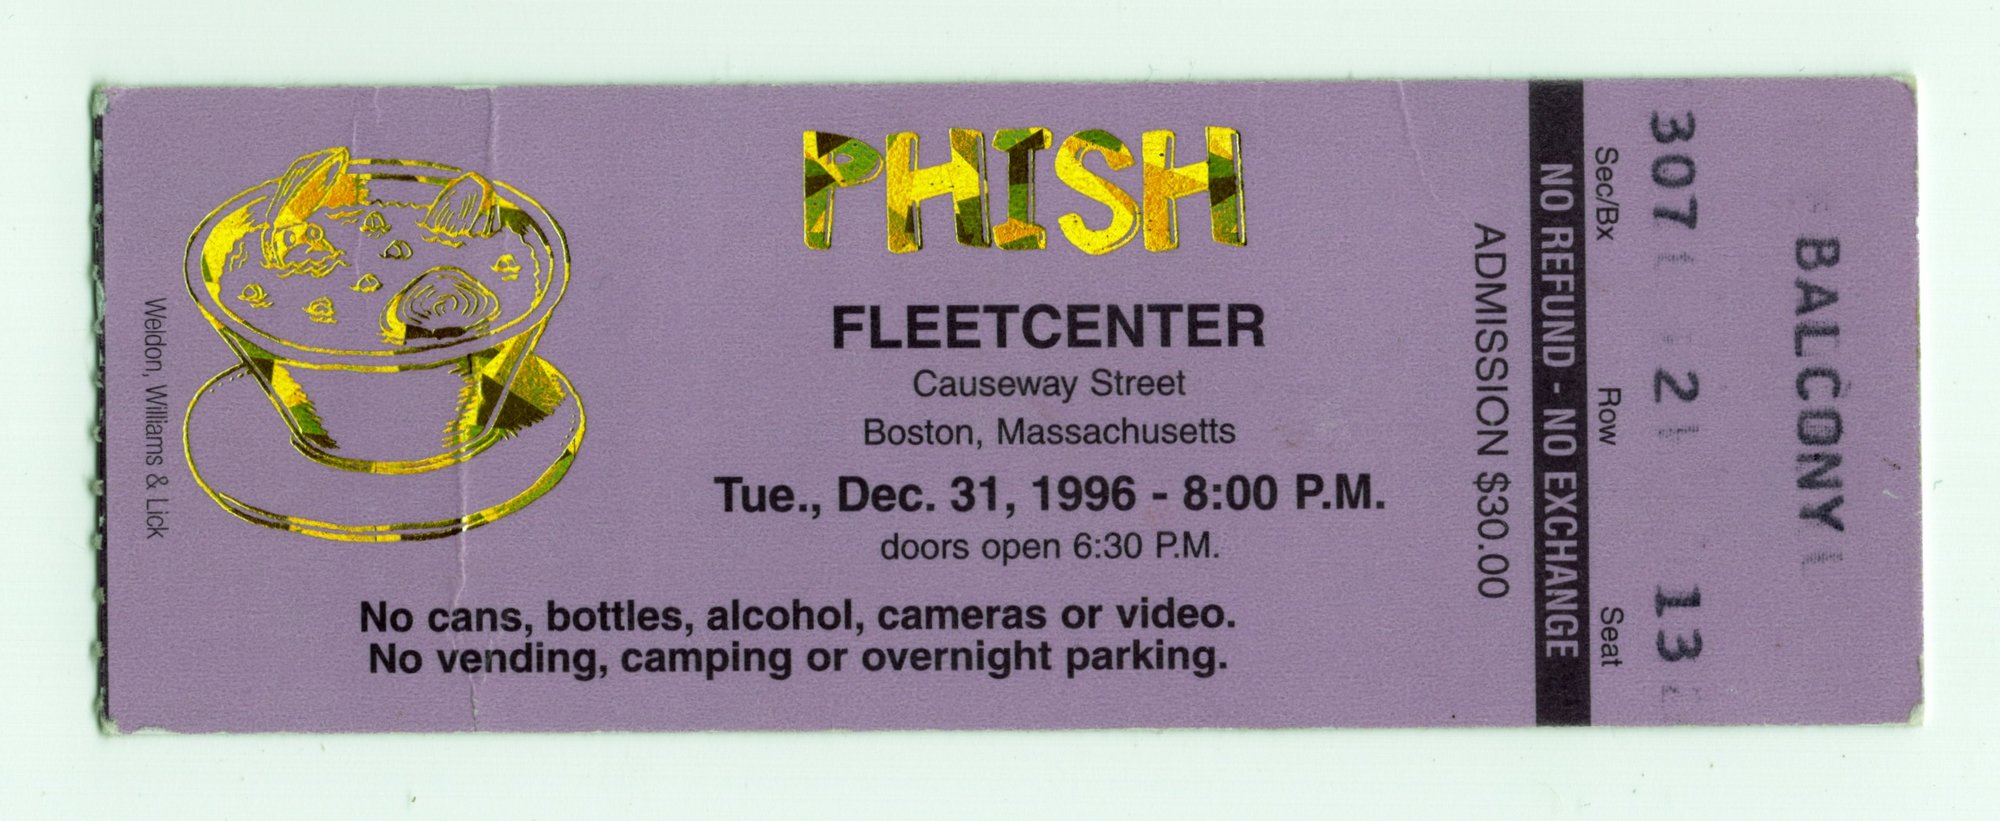 Weldon, Williams & Lick
PHISH
FLEETCENTER
Causeway Street
Boston, Massachusetts
Tue., Dec. 31, 1996 - 8:00 P.M.
doors open 6:30 P.M.
No cans, bottles, alcohol, cameras or video.
No vending, camping or overnight parking.
ADMISSION $30.00
NO REFUND - NO EXCHANGE
Sec/Bx Row Seat
307 2 13
BALCONY